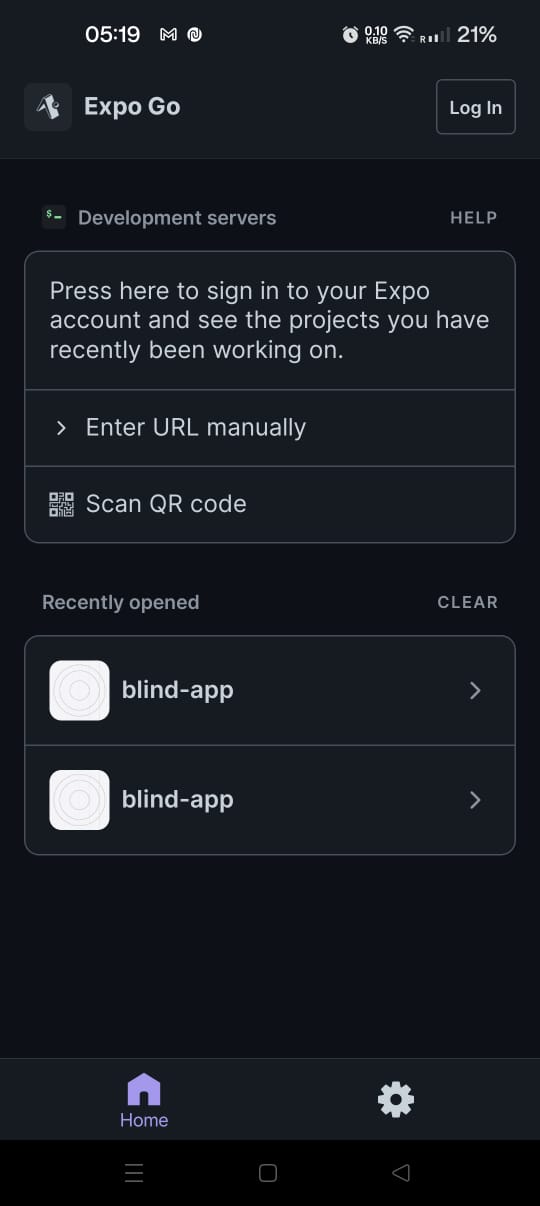 05:19
0.10
KB/S
R
21%
Expo Go
Log In
$
Development servers
HELP
Press here to sign in to your Expo
account and see the projects you have
recently been working on.
Enter URL manually
Scan QR code
Recently opened
CLEAR
blind-app
blind-app
Home